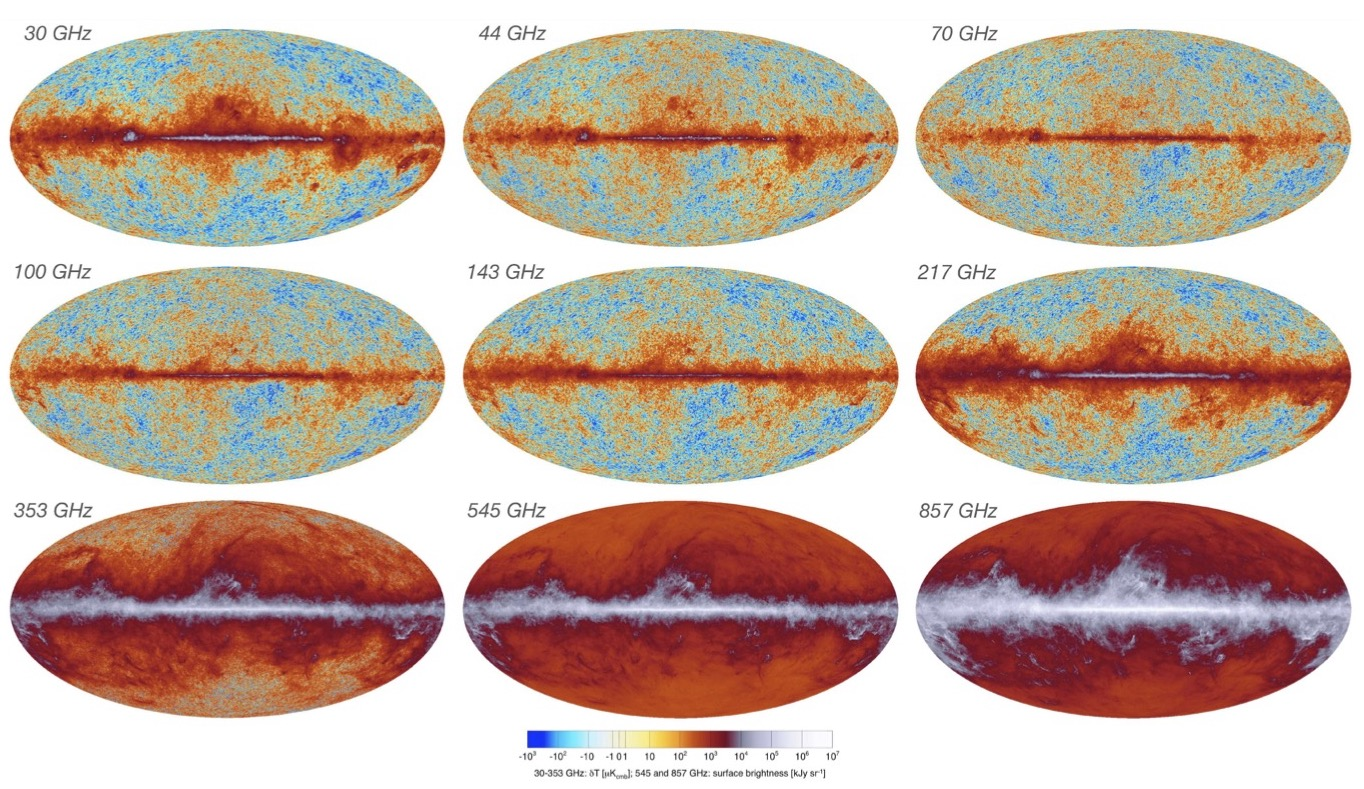 30 GHz
44 GHz
70 GHz
100 GHz
143 GHz
217 GHz
353 GHz
545 GHz
857 GHz
-10³ -10² -10 -1 0 1 10 10² 10³ 10⁴ 10⁵ 10⁶ 10⁷
30-353 GHz: δT [μK_cmb]; 545 and 857 GHz: surface brightness [kJy sr⁻¹]